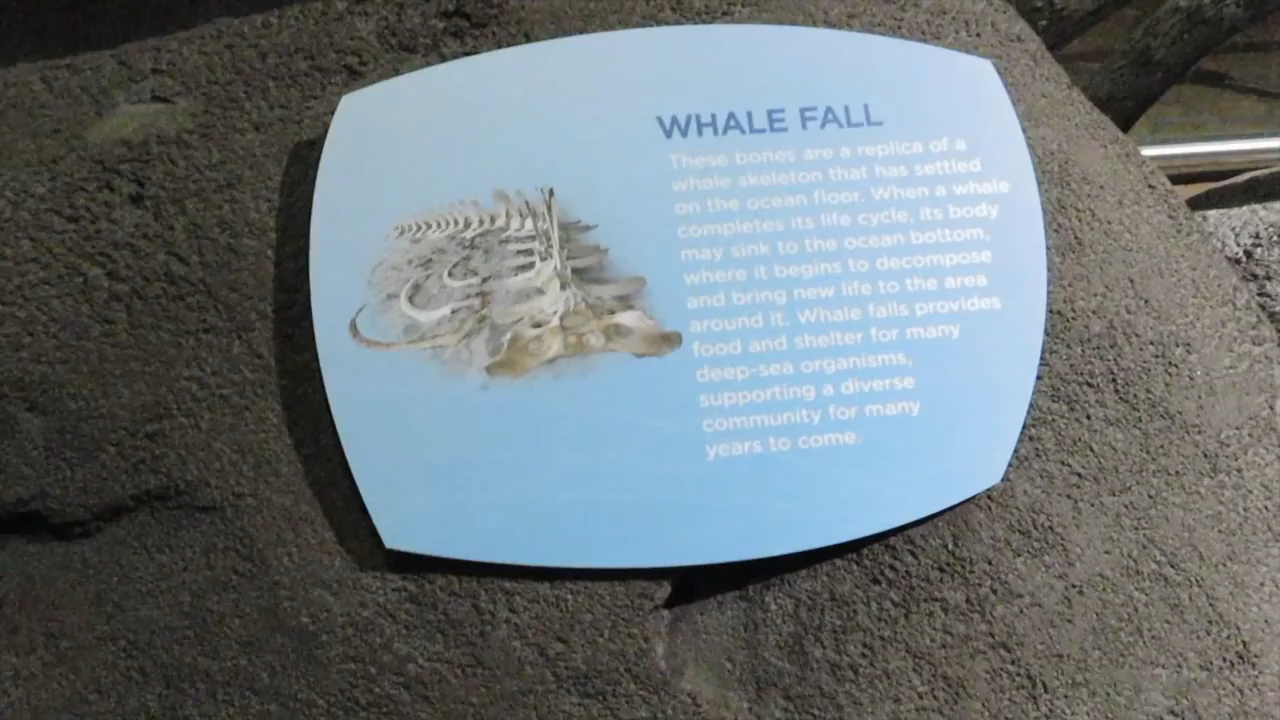 WHALE FALL
These bones are a replica of a
whale skeleton that has settled
on the ocean floor. When a whale
completes its life cycle, its body
may sink to the ocean bottom,
where it begins to decompose
and bring new life to the area
around it. Whale falls provides
food and shelter for many
deep-sea organisms,
supporting a diverse
community for many
years to come.